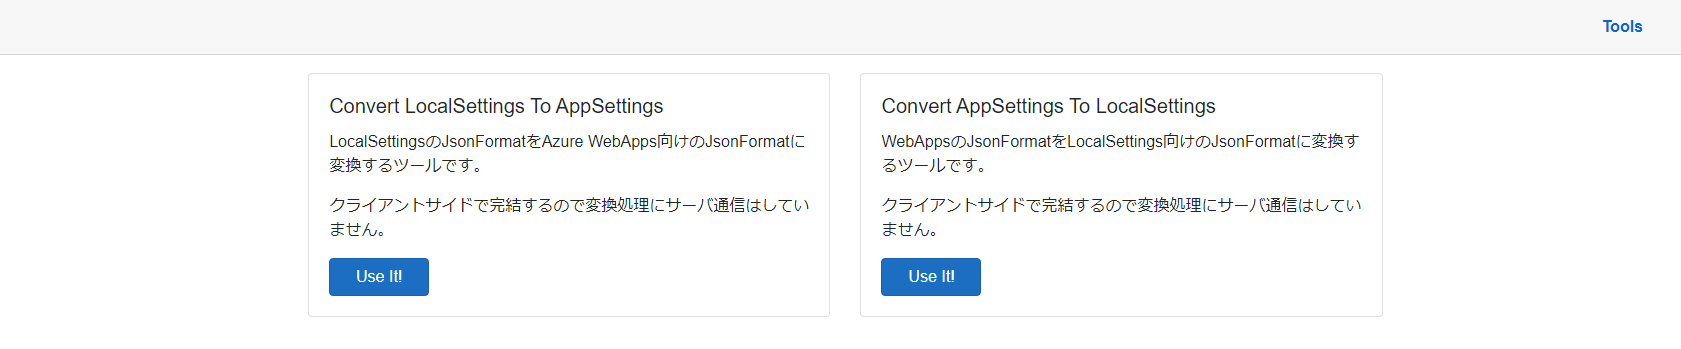 Tools
Convert LocalSettings To AppSettings
LocalSettingsのJsonFormatをAzure WebApps向けのJsonFormatに
変換するツールです。
クライアントサイドで完結するので変換処理にサーバ通信はしてい
ません。
Use It!
Convert AppSettings To LocalSettings
WebAppsのJsonFormatをLocalSettings向けのJsonFormatに変換す
るツールです。
クライアントサイドで完結するので変換処理にサーバ通信はしてい
ません。
Use It!